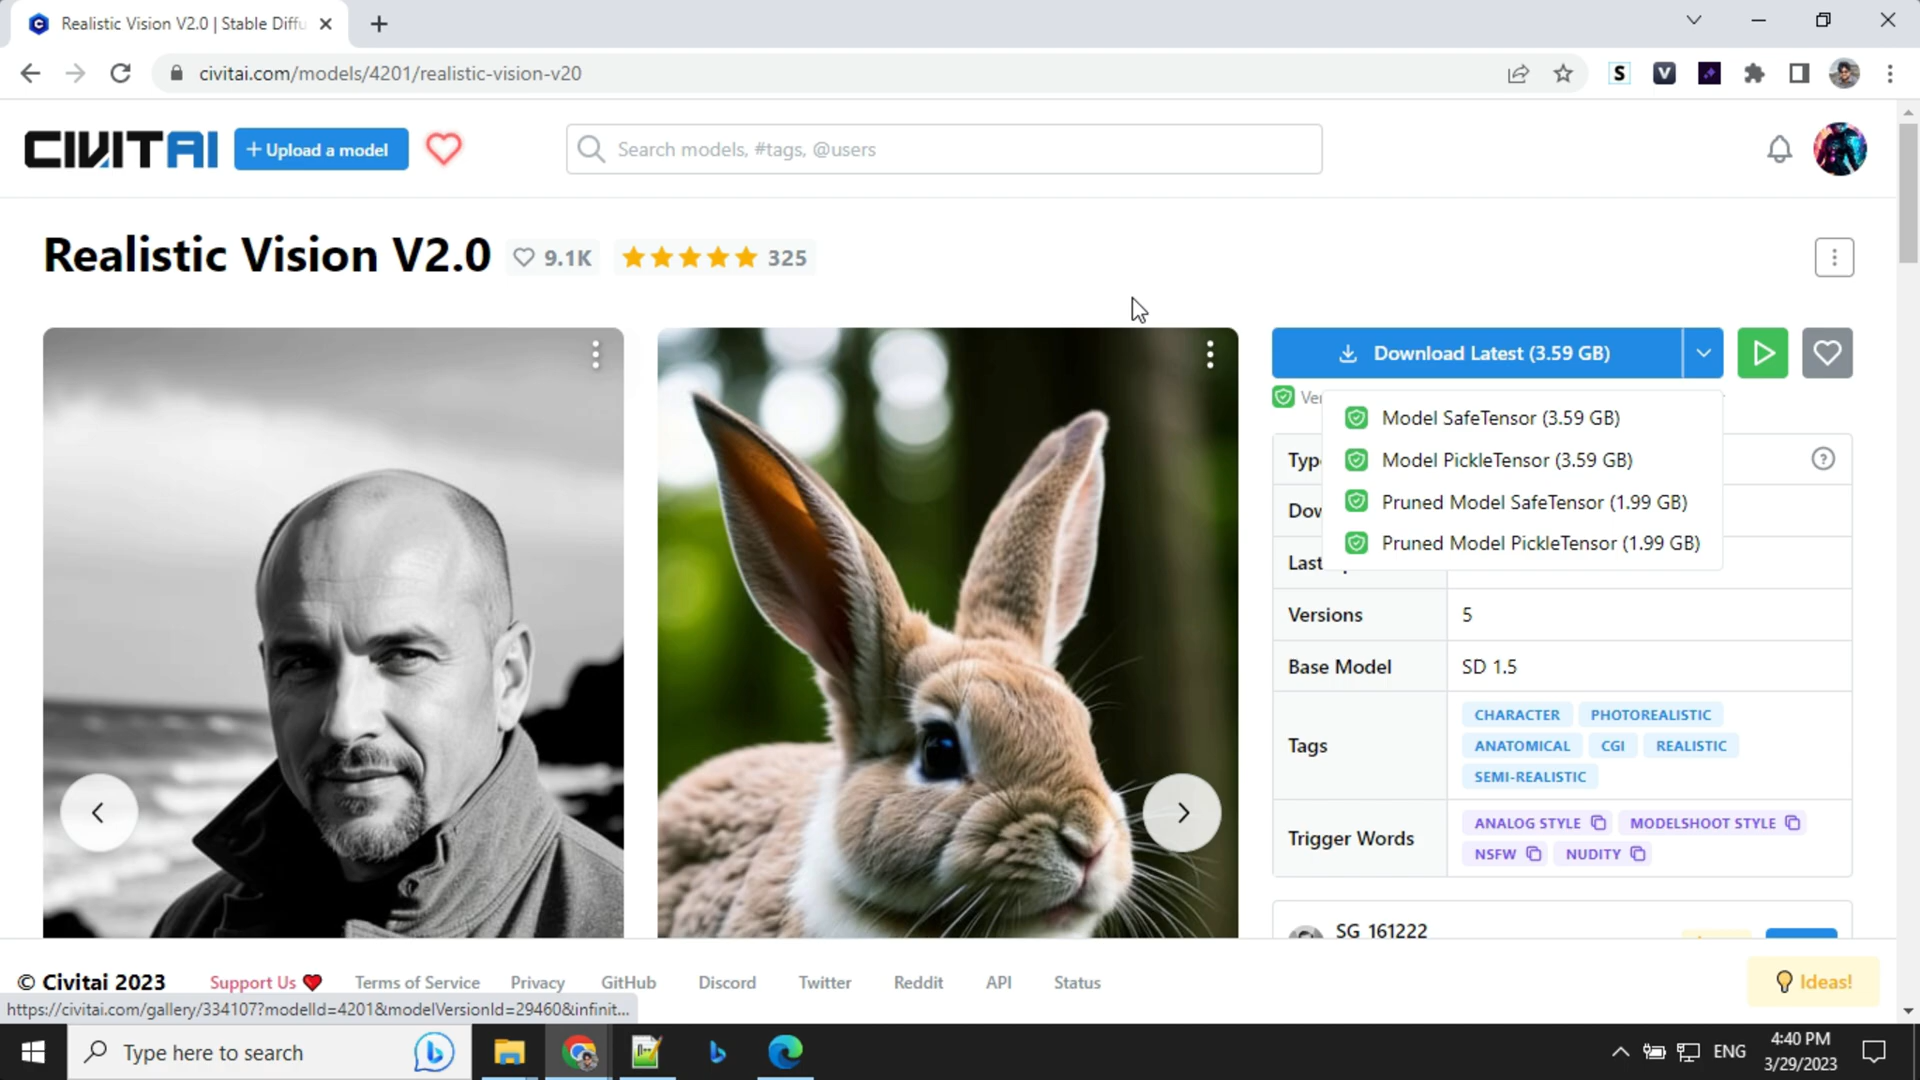 Realistic Vision V2.0 | Stable Diffu
civitai.com/models/4201/realistic-vision-v20
S
V
CIVITAI
+ Upload a model
Search models, #tags, @users
Realistic Vision V2.0
9.1K
325
Download Latest (3.59 GB)
Ver
Model SafeTensor (3.59 GB)
Model PickleTensor (3.59 GB)
Pruned Model SafeTensor (1.99 GB)
Pruned Model PickleTensor (1.99 GB)
Typ
Dow
Last
Versions 5
Base Model SD 1.5
Tags
CHARACTER PHOTOREALISTIC
ANATOMICAL CGI REALISTIC
SEMI-REALISTIC
Trigger Words
ANALOG STYLE MODELSHOOT STYLE
NSFW NUDITY
SG_161222
© Civitai 2023 Support Us Terms of Service Privacy GitHub Discord Twitter Reddit API Status
Ideas!
https://civitai.com/gallery/334107?modelId=4201&modelVersionId=29460&infinit...
Type here to search
ENG
4:40 PM
3/29/2023